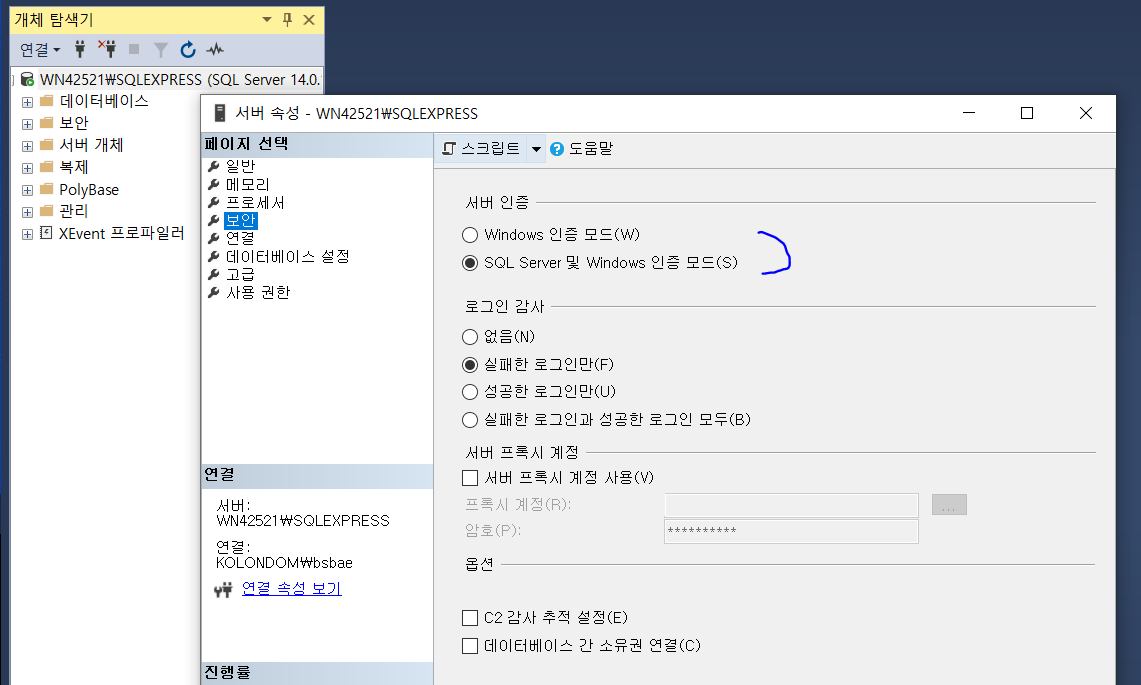 개체 탐색기
연결
WN42521₩SQLEXPRESS (SQL Server 14.0.
데이터베이스
보안
서버 개체
복제
PolyBase
관리
XEvent 프로파일러
서버 속성 - WN42521₩SQLEXPRESS
페이지 선택
일반
메모리
프로세서
보안
연결
데이터베이스 설정
고급
사용 권한
연결
서버:
WN42521₩SQLEXPRESS
연결:
KOLONDOM₩bsbae
연결 속성 보기
진행률
스크립트 도움말
서버 인증
Windows 인증 모드(W)
SQL Server 및 Windows 인증 모드(S)
로그인 감사
없음(N)
실패한 로그인만(F)
성공한 로그인만(U)
실패한 로그인과 성공한 로그인 모두(B)
서버 프록시 계정
서버 프록시 계정 사용(V)
프록시 계정(R):
...
암호(P):
**********
옵션
C2 감사 추적 설정(E)
데이터베이스 간 소유권 연결(C)